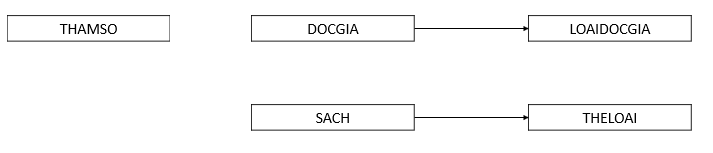 THAMSO
DOCGIA
LOAIDOCGIA
SACH
THELOAI